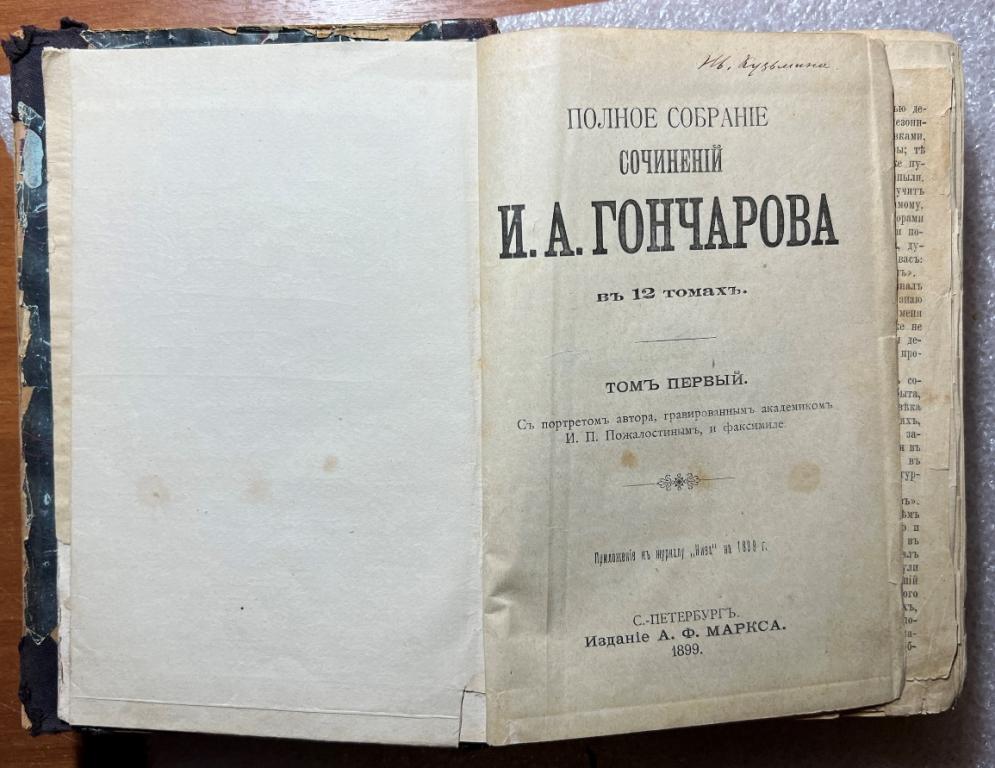 Ив. Кузьмина
ПОЛНОЕ СОБРАНІЕ
СОЧИНЕНІЙ
И. А. ГОНЧАРОВА
въ 12 томахъ.
ТОМЪ ПЕРВЫЙ.
Съ портретомъ автора, гравированнымъ академикомъ
И. П. Пожалостинымъ, и факсимиле
Приложеніе къ журналу „Нива“ на 1899 г.
С.-ПЕТЕРБУРГЪ.
Изданіе А. Ф. МАРКСА.
1899.